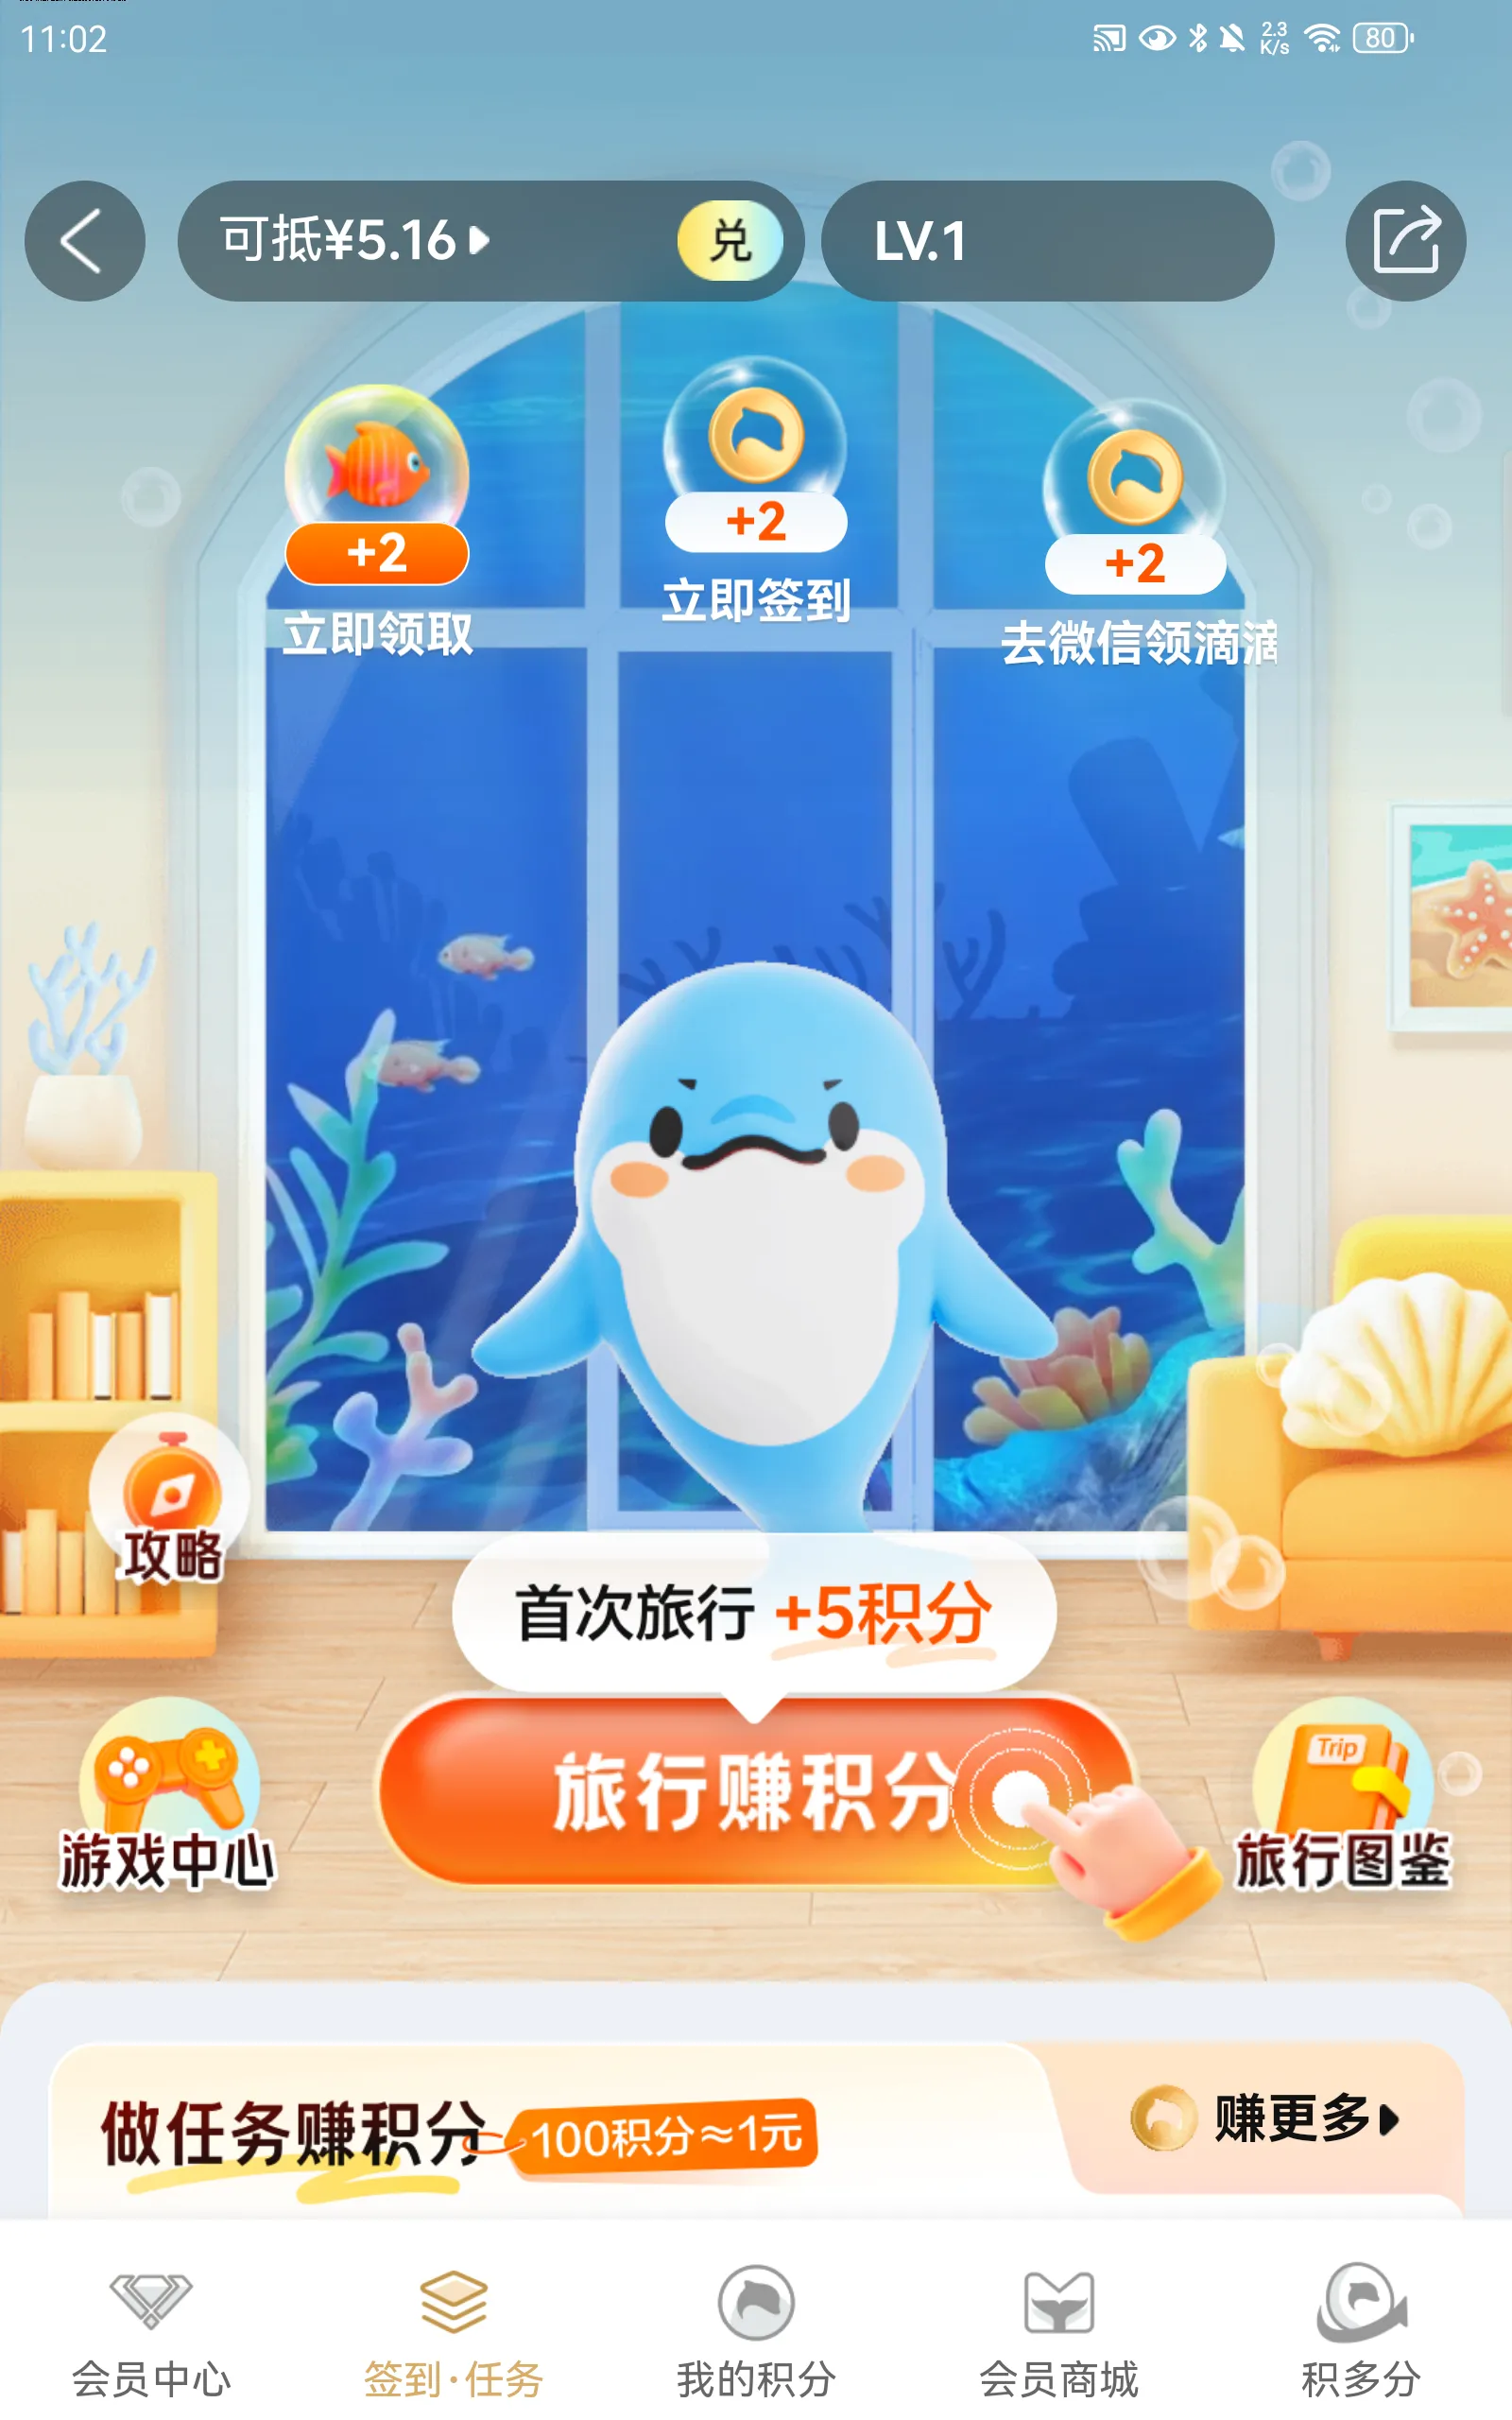 11:02
2.3
K/s
80
可抵¥5.16
兑
LV.1
+2
立即领取
+2
立即签到
+2
去微信领滴滴
攻略
首次旅行 +5积分
旅行赚积分
游戏中心
Trip
旅行图鉴
做任务赚积分
100积分≈1元
赚更多
会员中心
签到·任务
我的积分
会员商城
积多分